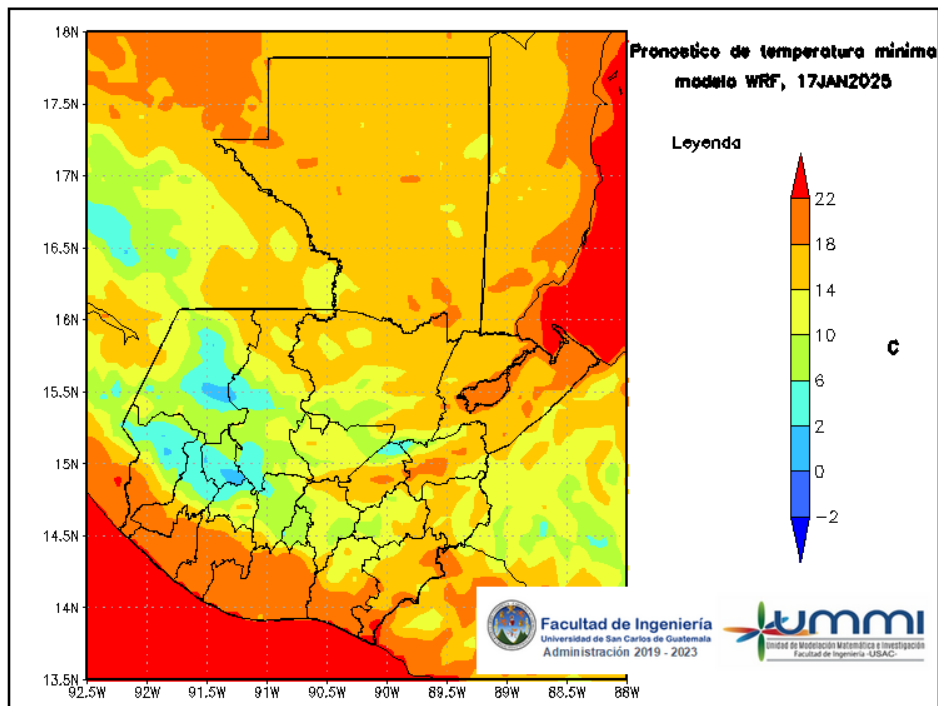 Pronostico de temperatura minima
modelo WRF, 17JAN2025
Leyenda
22
18
14
10
6
2
0
−2
C
18N
17.5N
17N
16.5N
16N
15.5N
15N
14.5N
14N
13.5N
92.5W
92W
91.5W
91W
90.5W
90W
89.5W
89W
88.5W
88W
Facultad de Ingeniería
Universidad de San Carlos de Guatemala
Administración 2019 - 2023
ummi
Unidad de Modelación Matemática e Investigación
Facultad de Ingeniería -USAC-